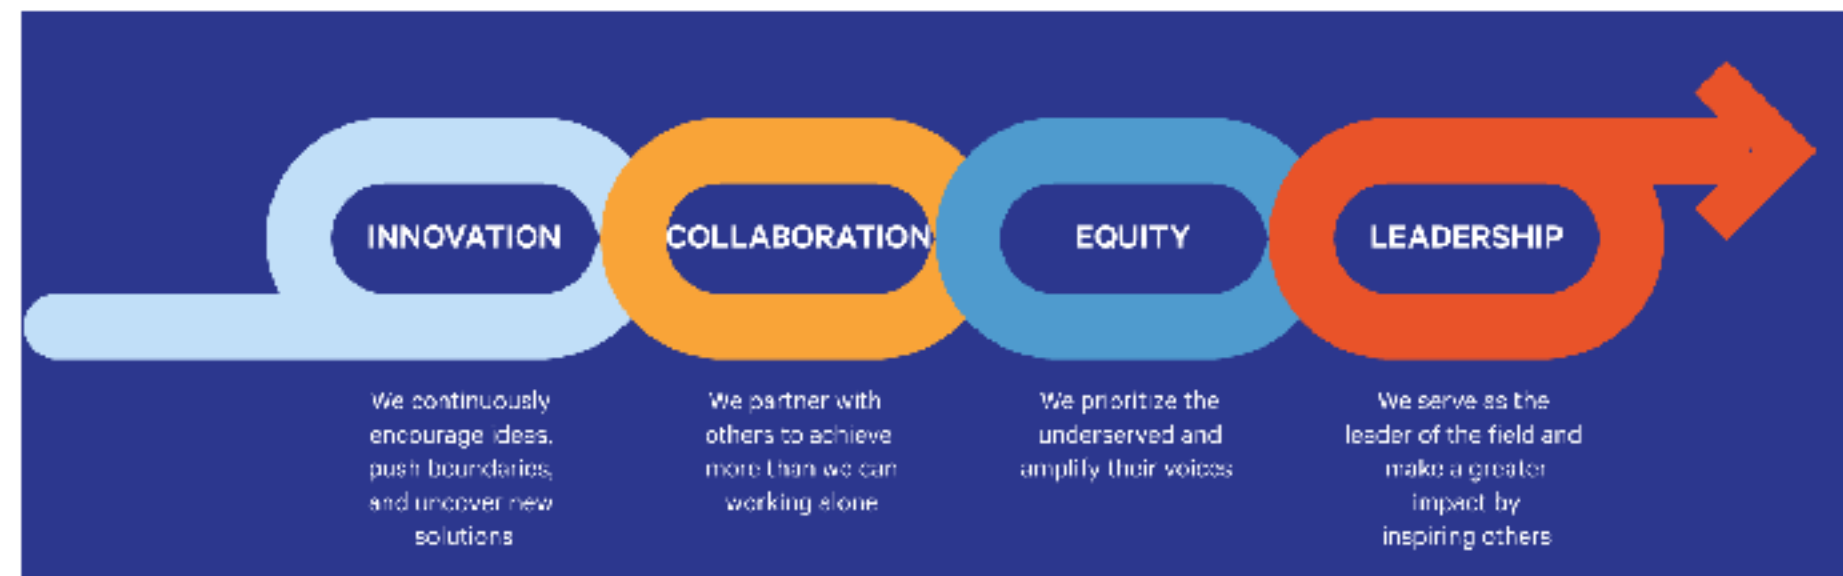 INNOVATION
COLLABORATION
EQUITY
LEADERSHIP
We continuously
encourage ideas,
push boundaries,
and uncover new
solutions
We partner with
others to achieve
more than we can
working alone
We prioritize the
underserved and
amplify their voices
We serve as the
leader of the field and
make a greater
impact by
inspiring others